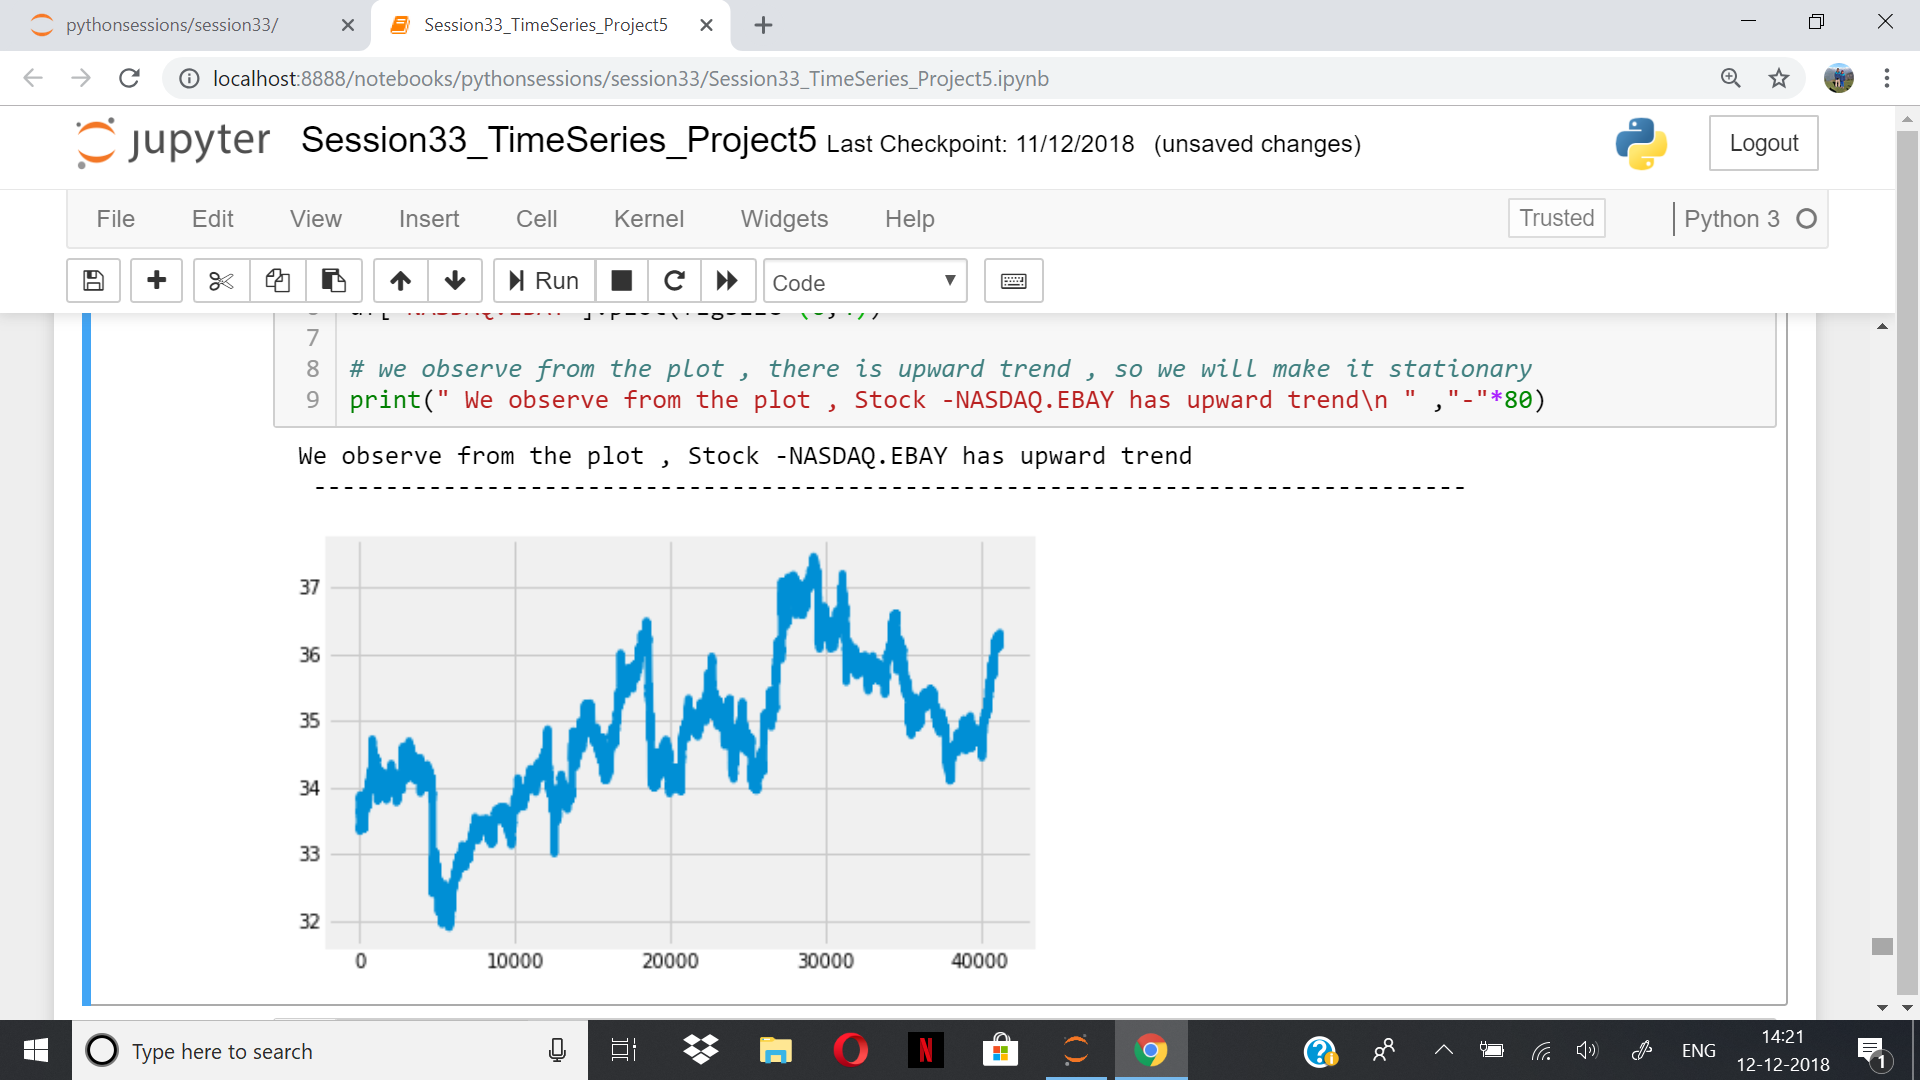 pythonsessions/session33/
Session33_TimeSeries_Project5
localhost:8888/notebooks/pythonsessions/session33/Session33_TimeSeries_Project5.ipynb
jupyter Session33_TimeSeries_Project5 Last Checkpoint: 11/12/2018 (unsaved changes)
Logout
File Edit View Insert Cell Kernel Widgets Help
Trusted
Python 3
Run
Code
7
8 # we observe from the plot , there is upward trend , so we will make it stationary
9 print(" We observe from the plot , Stock -NASDAQ.EBAY has upward trend\n " ,"-"*80)
We observe from the plot , Stock -NASDAQ.EBAY has upward trend
--------------------------------------------------------------------------------
37
36
35
34
33
32
0 10000 20000 30000 40000
Type here to search
N
ENG
14:21
12-12-2018
1